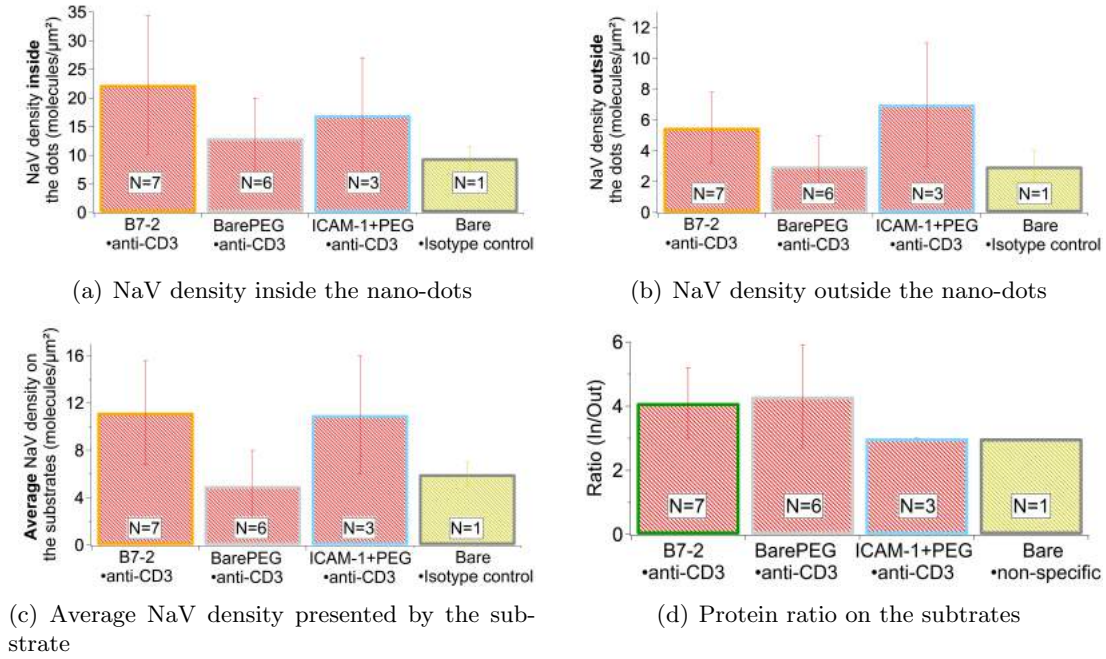 NaV density inside
the dots (molecules/µm²)
35
30
25
20
15
10
5
0
N=7
N=6
N=3
N=1
B7-2
•anti-CD3
BarePEG
•anti-CD3
ICAM-1+PEG
•anti-CD3
Bare
•Isotype control
(a) NaV density inside the nano-dots
NaV density outside
the dots (molecules/µm²)
12
10
8
6
4
2
0
N=7
N=6
N=3
N=1
B7-2
•anti-CD3
BarePEG
•anti-CD3
ICAM-1+PEG
•anti-CD3
Bare
•Isotype control
(b) NaV density outside the nano-dots
Average NaV density on
the substrates (molecules/µm²)
16
12
8
4
0
N=7
N=6
N=3
N=1
B7-2
•anti-CD3
BarePEG
•anti-CD3
ICAM-1+PEG
•anti-CD3
Bare
•Isotype control
(c) Average NaV density presented by the sub-
strate
Ratio (In/Out)
6
4
2
0
N=7
N=6
N=3
N=1
B7-2
•anti-CD3
BarePEG
•anti-CD3
ICAM-1+PEG
•anti-CD3
Bare
•non-specific
(d) Protein ratio on the subtrates